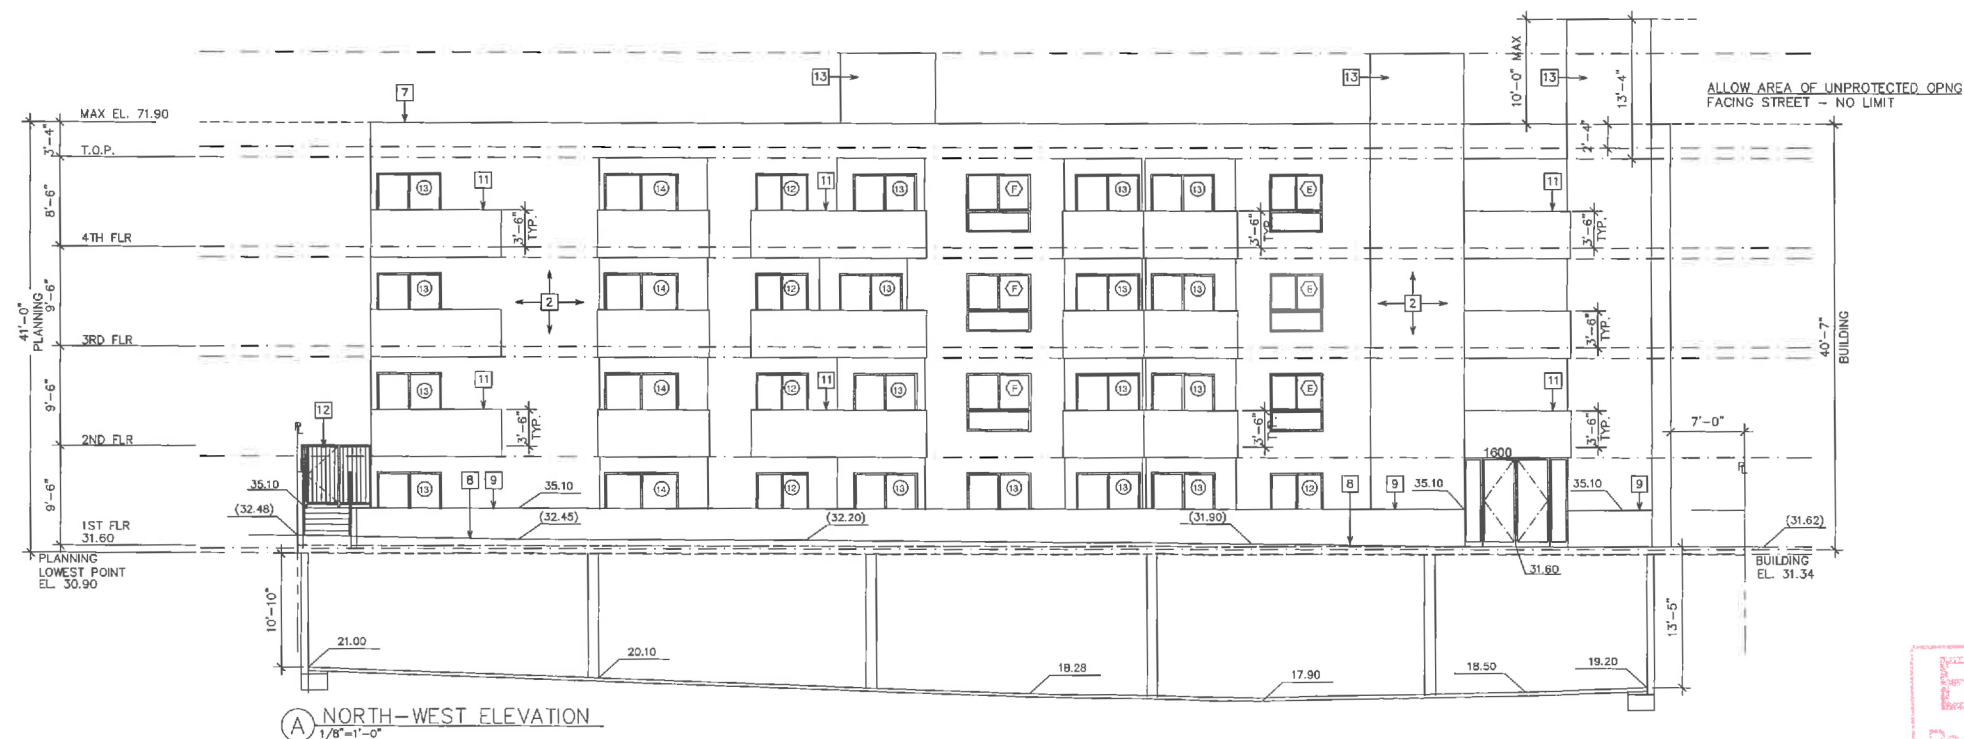 10'-0" MAX
13
13
13
13'-4"
ALLOW AREA OF UNPROTECTED OPNG
FACING STREET - NO LIMIT
MAX EL. 71.90
7
3'-4"
2'-4"
T.O.P.
8'-6"
13
11
14
12
11
13
F
13
13
E
11
3'-6"
TYP.
3'-6"
TYP.
3'-6"
TYP.
4TH FLR
41'-0"
PLANNING
9'-6"
13
2
14
12
13
F
13
13
E
2
3'-6"
TYP.
40'-7"
BUILDING
3RD FLR
9'-6"
13
11
14
12
11
13
F
13
13
E
11
3'-6"
TYP.
3'-6"
TYP.
3'-6"
TYP.
12
7'-0"
2ND FLR
9'-6"
1600
35.10
13
8
9
35.10
14
12
13
13
13
13
12
8
9
35.10
35.10
9
(32.48)
(32.45)
(32.20)
(31.90)
(31.62)
1ST FLR
31.60
31.60
PLANNING
LOWEST POINT
EL. 30.90
BUILDING
EL. 31.34
10'-10"
13'-5"
21.00
20.10
18.28
17.90
18.50
19.20
A
NORTH-WEST ELEVATION
1/8"=1'-0"